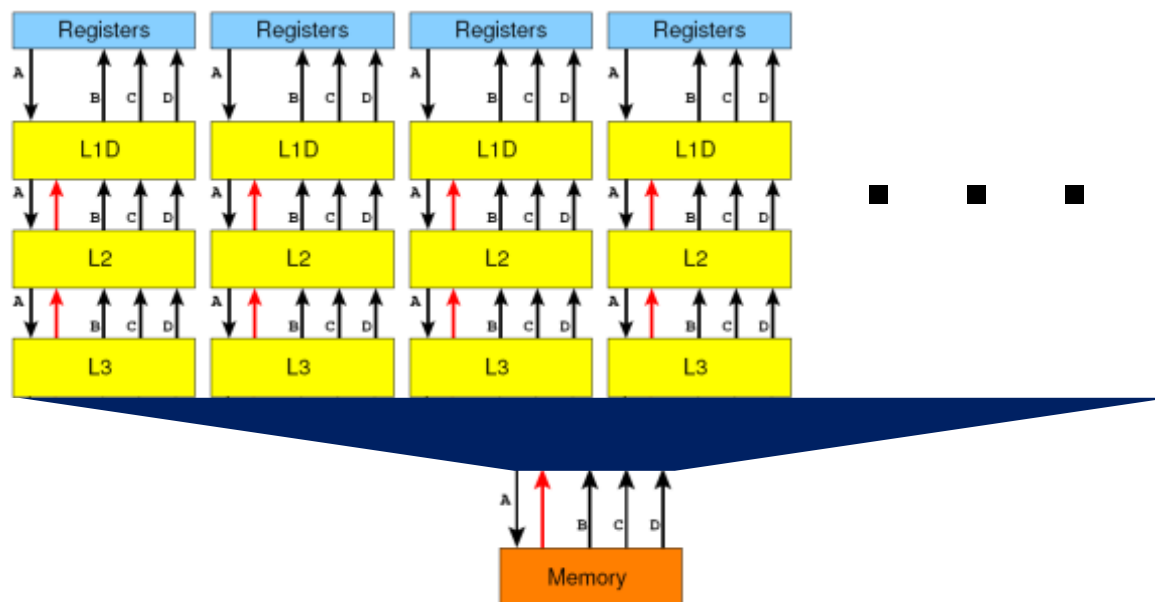 Registers Registers Registers Registers
A B C D A B C D A B C D A B C D
L1D L1D L1D L1D
A B C D A B C D A B C D A B C D
L2 L2 L2 L2
A B C D A B C D A B C D A B C D
L3 L3 L3 L3
A B C D
Memory